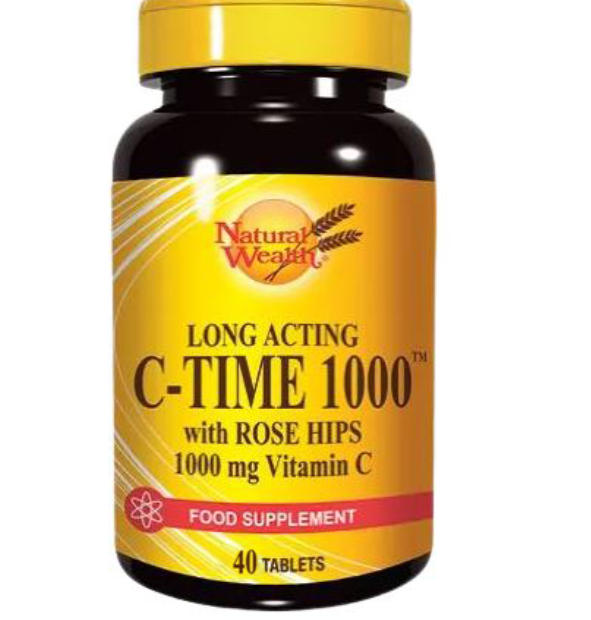 Natural
Wealth®
LONG ACTING
C-TIME 1000™
with ROSE HIPS
1000 mg Vitamin C
FOOD SUPPLEMENT
40 TABLETS